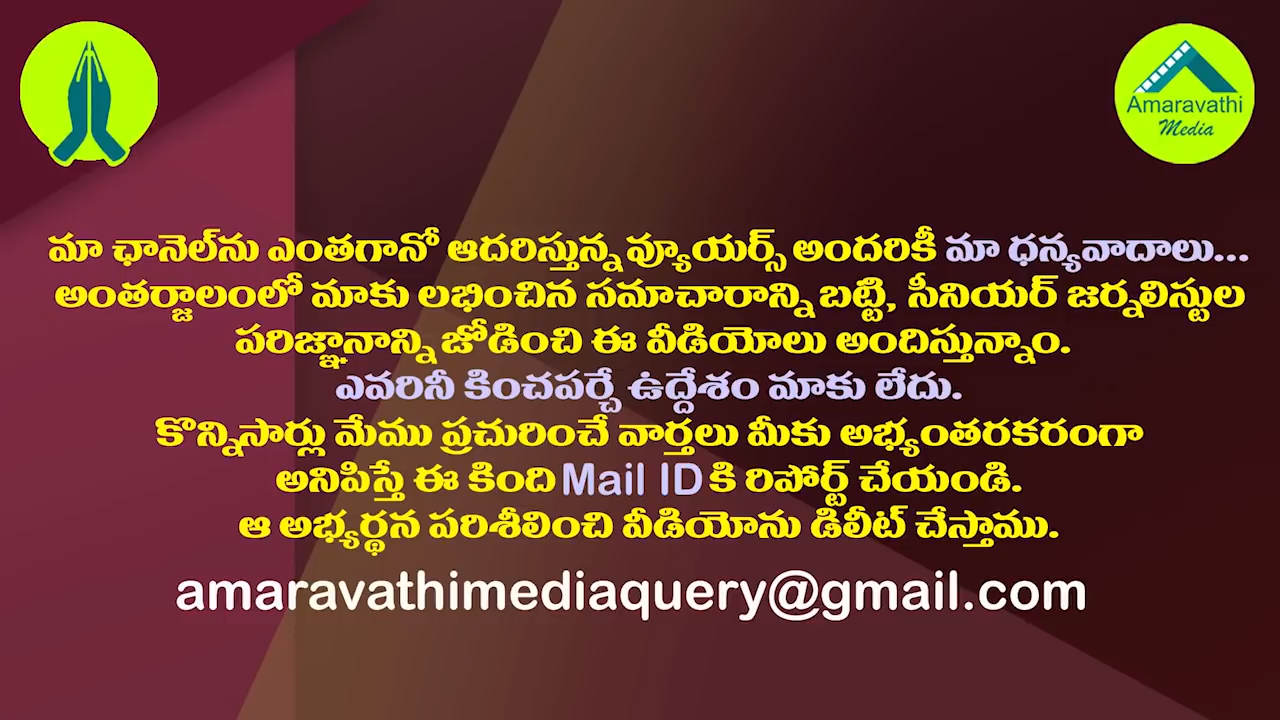 Amaravathi
Media
మా ఛానెల్‌ను ఎంతగానో ఆదరిస్తున్న వ్యూయర్స్ అందరికీ మా ధన్యవాదాలు...
అంతర్జాలంలో మాకు లభించిన సమాచారాన్ని బట్టి, సీనియర్ జర్నలిస్టుల
పరిజ్ఞానాన్ని జోడించి ఈ వీడియోలు అందిస్తున్నాం.
ఎవరినీ కించపర్చే ఉద్దేశం మాకు లేదు.
కొన్నిసార్లు మేము ప్రచురించే వార్తలు మీకు అభ్యంతరకరంగా
అనిపిస్తే ఈ కింది Mail ID కి రిపోర్ట్ చేయండి.
ఆ అభ్యర్థన పరిశీలించి వీడియోను డిలీట్ చేస్తాము.
amaravathimediaquery@gmail.com